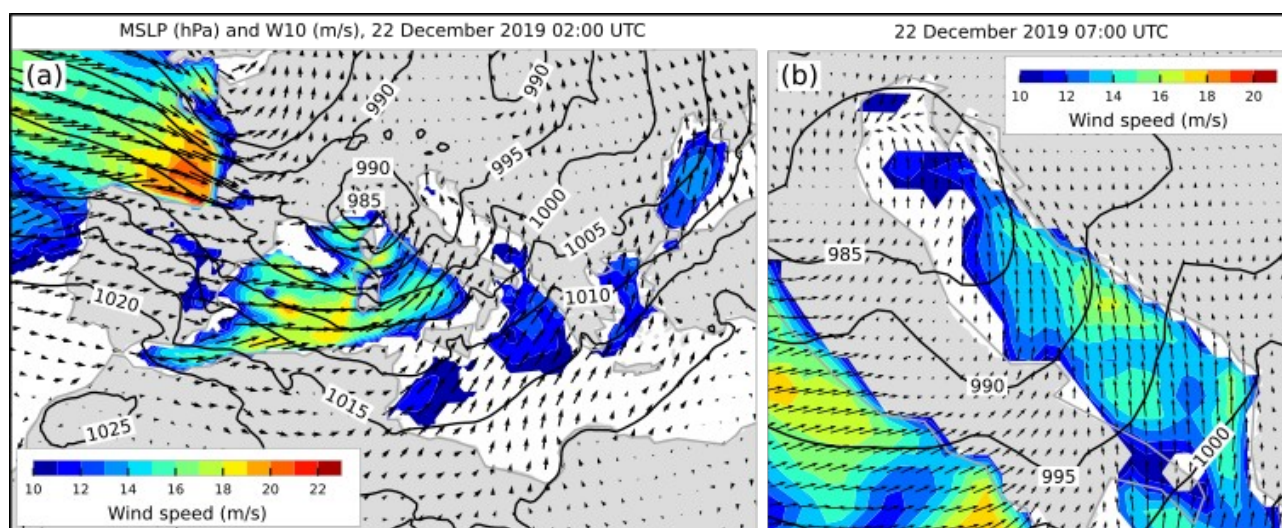 MSLP (hPa) and W10 (m/s), 22 December 2019 02:00 UTC
(a)
990
990
995
990
985
1000
1005
1020
1010
1015
1025
10 12 14 16 18 20 22
Wind speed (m/s)
22 December 2019 07:00 UTC
(b)
10 12 14 16 18 20
Wind speed (m/s)
985
990
1000
995